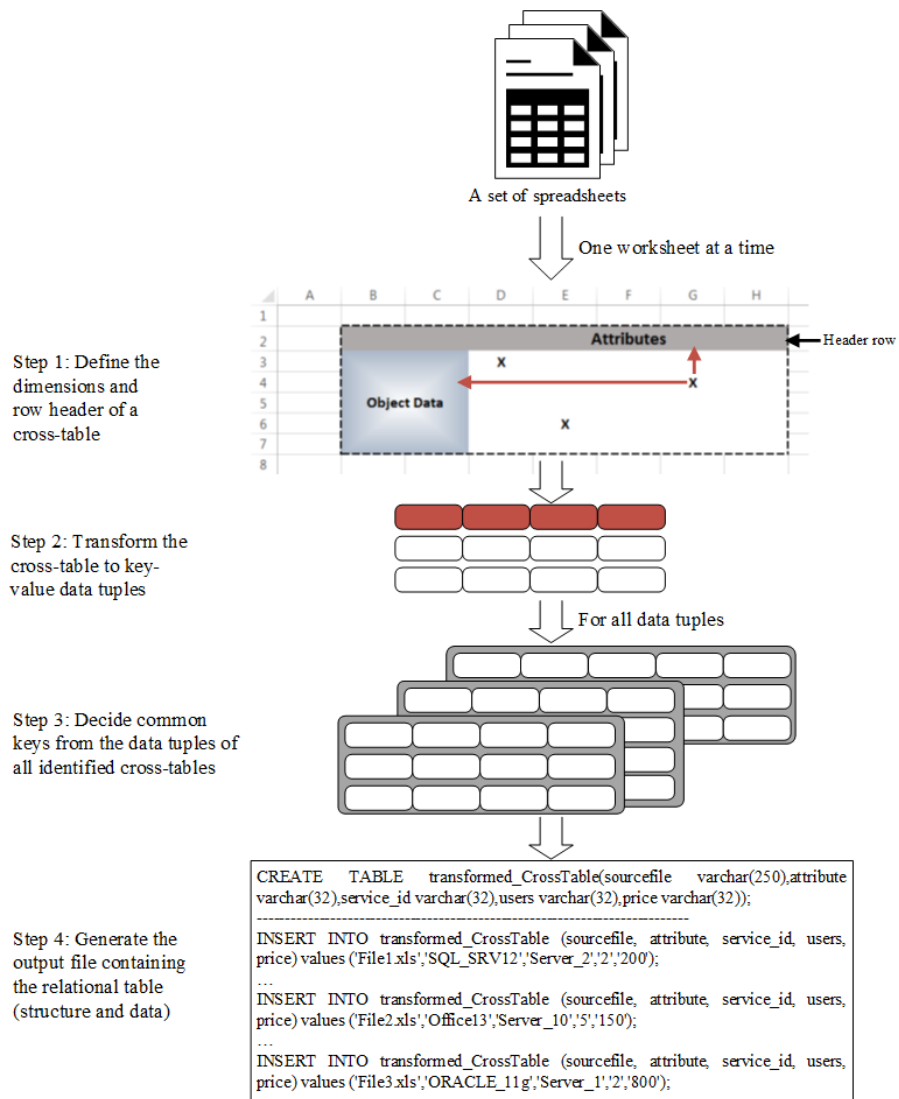 A set of spreadsheets
One worksheet at a time
A B C D E F G H
1
2 Attributes
Header row
3 X
4 X
5 Object Data
6 X
7
8
Step 1: Define the
dimensions and
row header of a
cross-table
Step 2: Transform the
cross-table to key-
value data tuples
For all data tuples
Step 3: Decide common
keys from the data tuples of
all identified cross-tables
Step 4: Generate the
output file containing
the relational table
(structure and data)
CREATE TABLE transformed_CrossTable(sourcefile varchar(250),attribute
varchar(32),service_id varchar(32),users varchar(32),price varchar(32));
--------------------------------------------------------------------------------
INSERT INTO transformed_CrossTable (sourcefile, attribute, service_id, users,
price) values ('File1.xls','SQL_SRV12','Server_2','2','200');
…
INSERT INTO transformed_CrossTable (sourcefile, attribute, service_id, users,
price) values ('File2.xls','Office13','Server_10','5','150');
…
INSERT INTO transformed_CrossTable (sourcefile, attribute, service_id, users,
price) values ('File3.xls','ORACLE_11g','Server_1','2','800');